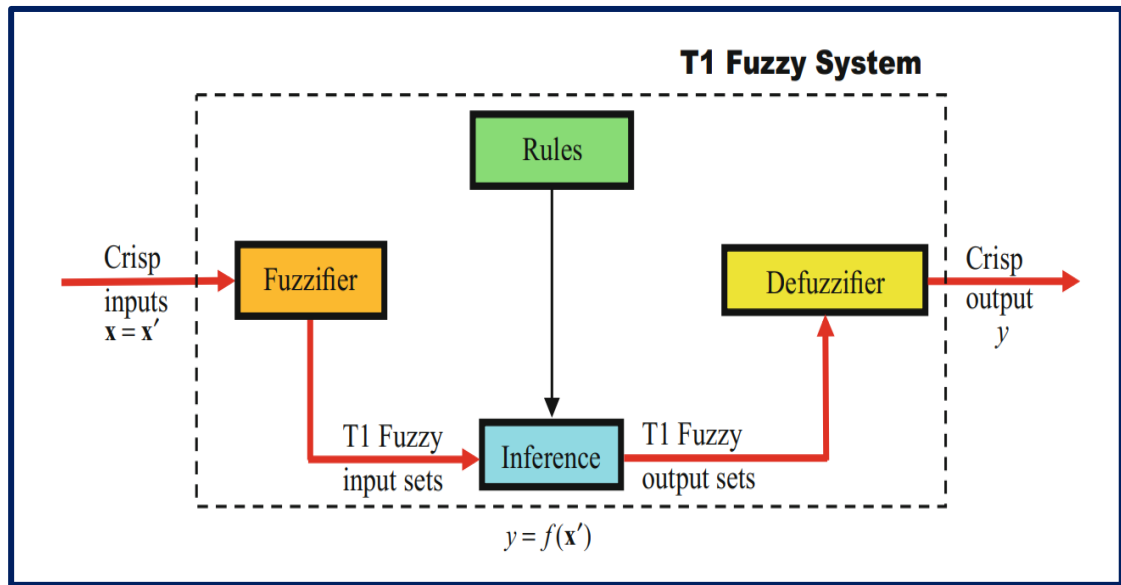 T1 Fuzzy System
Rules
Crisp
inputs
x = x′
Fuzzifier
Defuzzifier
Crisp
output
y
T1 Fuzzy
input sets
Inference
T1 Fuzzy
output sets
y = f(x′)